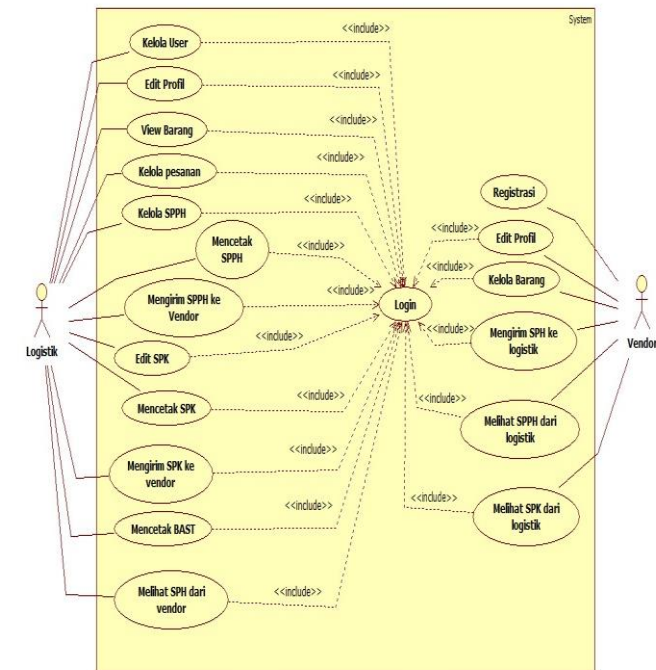 System
Kelola User
<<include>>
Edit Profil
<<include>>
View Barang
<<include>>
Kelola pesanan
<<include>>
Kelola SPPH
<<include>>
Mencetak
SPPH
<<include>>
Mengirim SPPH ke
Vendor
<<include>>
Edit SPK
<<include>>
Mencetak SPK
<<include>>
Mengirim SPK ke
vendor
<<include>>
Mencetak BAST
<<include>>
Melihat SPH dari
vendor
<<include>>
Logistik
Login
Registrasi
<<include>>
Edit Profil
<<include>>
Kelola Barang
<<include>>
Mengirim SPH ke
logistik
<<include>>
Melihat SPPH dari
logistik
<<include>>
Melihat SPK dari
logistik
Vendor